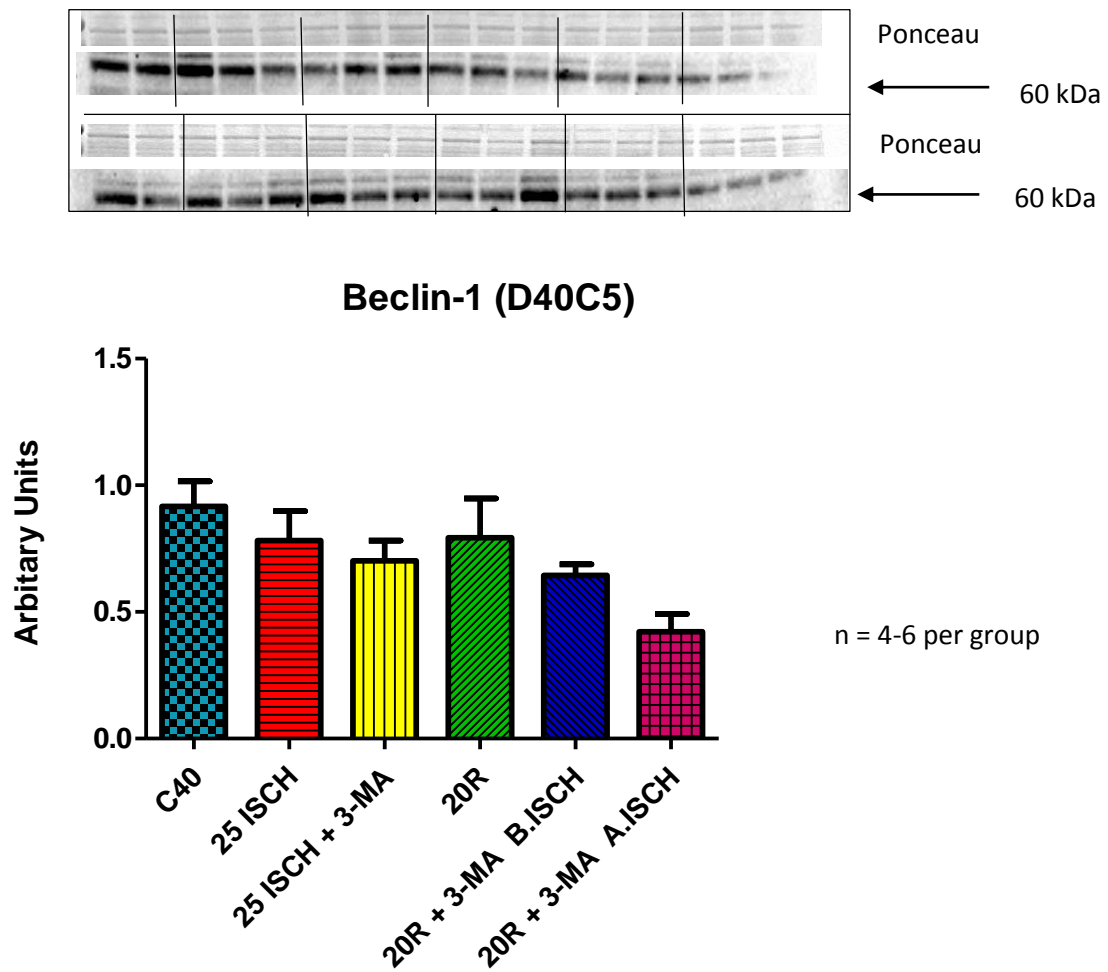 Ponceau
60 kDa
Ponceau
60 kDa
Beclin-1 (D40C5)
Arbitary Units
1.5
1.0
0.5
0.0
n = 4-6 per group
C40
25 ISCH
25 ISCH + 3-MA
20R
20R + 3-MA B.ISCH
20R + 3-MA A.ISCH